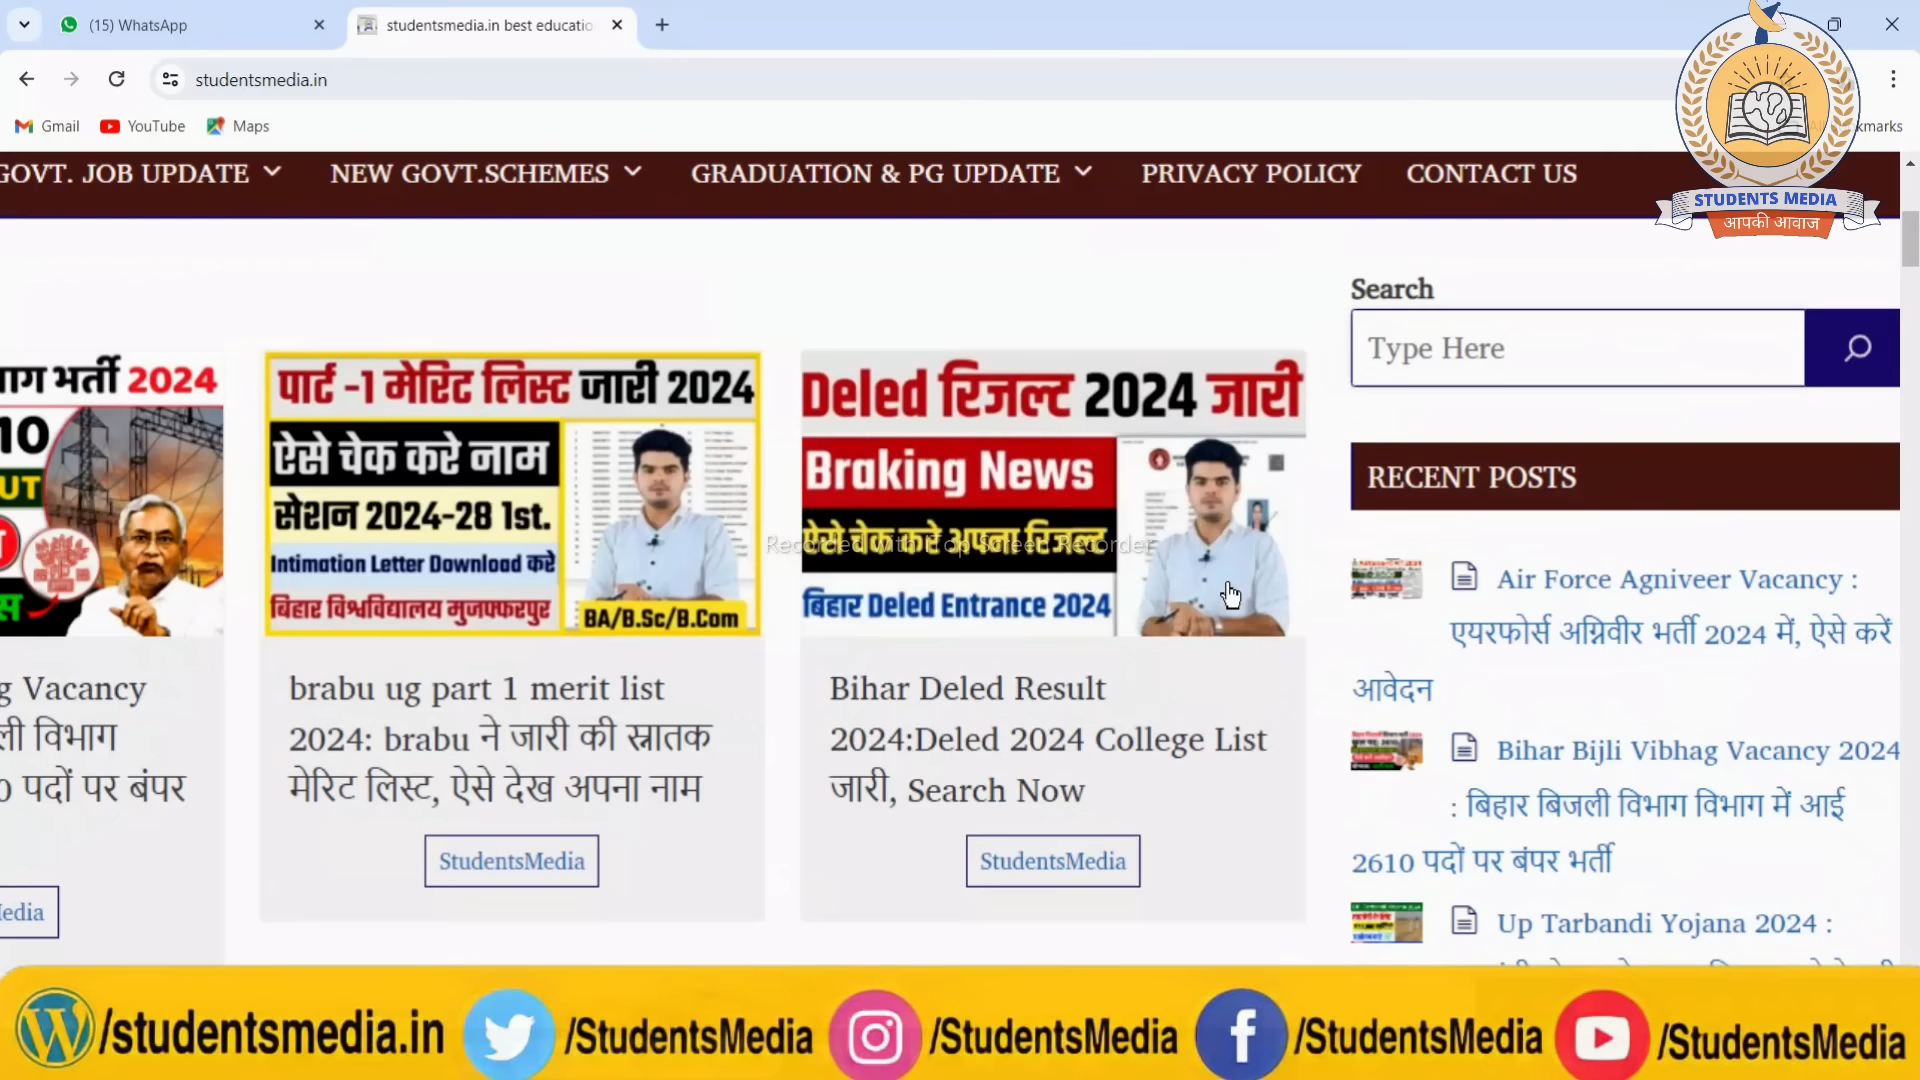 (15) WhatsApp
studentsmedia.in best educatio
studentsmedia.in
Gmail YouTube Maps
GOVT. JOB UPDATE NEW GOVT.SCHEMES GRADUATION & PG UPDATE PRIVACY POLICY CONTACT US
STUDENTS MEDIA
आपकी आवाज
भर्ती 2024
10
पार्ट -1 मेरिट लिस्ट जारी 2024
ऐसे चेक करे नाम
सेशन 2024-28 1st.
Intimation Letter Download करे
बिहार विश्वविद्यालय मुजफ्फरपुर
BA/B.Sc/B.Com
Deled रिजल्ट 2024 जारी
Braking News
ऐसे चेक करे अपना रिजल्ट
बिहार Deled Entrance 2024
Recorded with iTop Screen Recorder
g Vacancy
ली विभाग
0 पदों पर बंपर
edia
brabu ug part 1 merit list
2024: brabu ने जारी की स्नातक
मेरिट लिस्ट, ऐसे देख अपना नाम
StudentsMedia
Bihar Deled Result
2024:Deled 2024 College List
जारी, Search Now
StudentsMedia
Search
Type Here
RECENT POSTS
Air Force Agniveer Vacancy :
एयरफोर्स अग्निवीर भर्ती 2024 में, ऐसे करें
आवेदन
Bihar Bijli Vibhag Vacancy 2024
: बिहार बिजली विभाग विभाग में आई
2610 पदों पर बंपर भर्ती
Up Tarbandi Yojana 2024 :
/studentsmedia.in /StudentsMedia /StudentsMedia /StudentsMedia /StudentsMedia